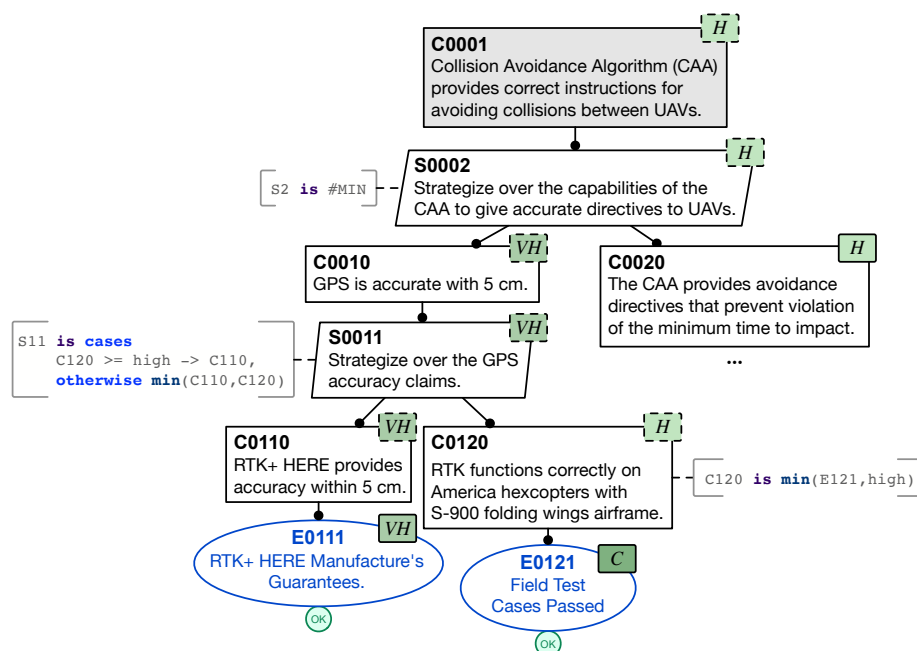 H
C0001
Collision Avoidance Algorithm (CAA)
provides correct instructions for
avoiding collisions between UAVs.
H
S0002
Strategize over the capabilities of the
CAA to give accurate directives to UAVs.
S2 is #MIN
VH
C0010
GPS is accurate with 5 cm.
H
C0020
The CAA provides avoidance
directives that prevent violation
of the minimum time to impact.
...
VH
S0011
Strategize over the GPS
accuracy claims.
S11 is cases
C120 >= high -> C110,
otherwise min(C110,C120)
VH
C0110
RTK+ HERE provides
accuracy within 5 cm.
H
C0120
RTK functions correctly on
America hexcopters with
S-900 folding wings airframe.
C120 is min(E121,high)
VH
E0111
RTK+ HERE Manufacture's
Guarantees.
OK
C
E0121
Field Test
Cases Passed
OK